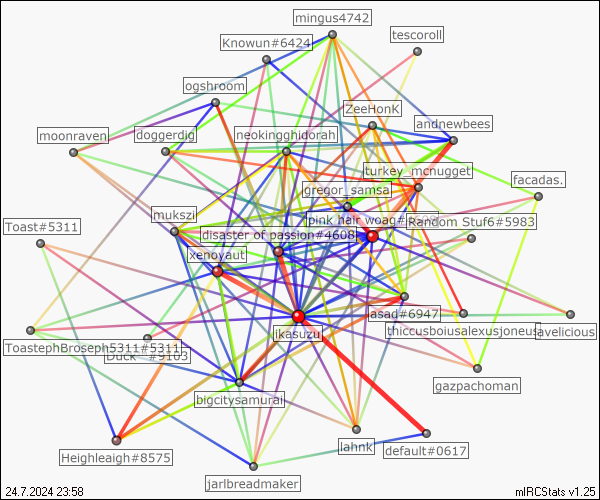 mingus4742
tescoroll
Knowun#6424
ogshroom
ZeeHonK
andnewbees
moonraven
doggerdig
neokingghidorah
turkey_mcnugget
gregor_samsa
facadas.
mukszi
pink hair woag#
Random Stuf6#5983
Toast#5311
disaster of passion#4608
xenoyaut
asad#6947
ikasuzu
thiccusboiusalexusjoneus
avelicious
ToastephBroseph5311#5311
Duck #9103
gazpachoman
bigcitysamurai
Heighleaigh#8575
lahnk
default#0617
jarlbreadmaker
24.7.2024 23:58
mIRCStats v1.25